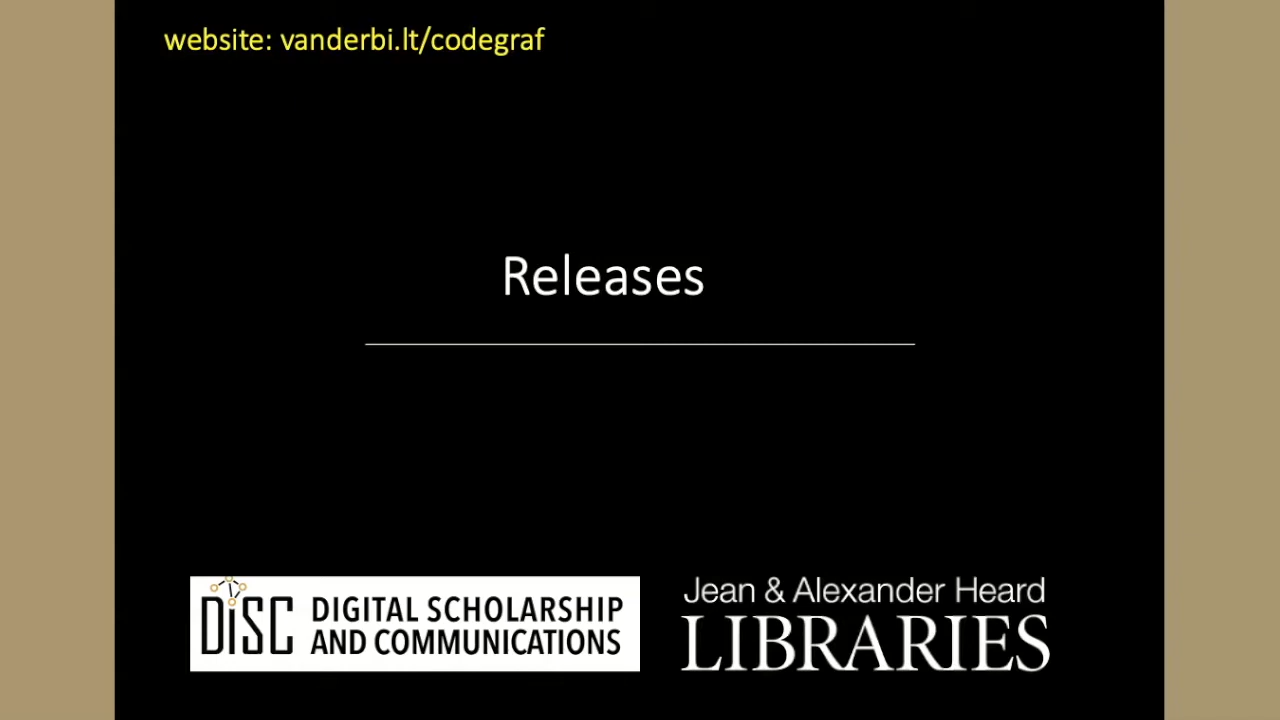 website: vanderbi.lt/codegraf
Releases
DiSC DIGITAL SCHOLARSHIP
AND COMMUNICATIONS
Jean & Alexander Heard
LIBRARIES